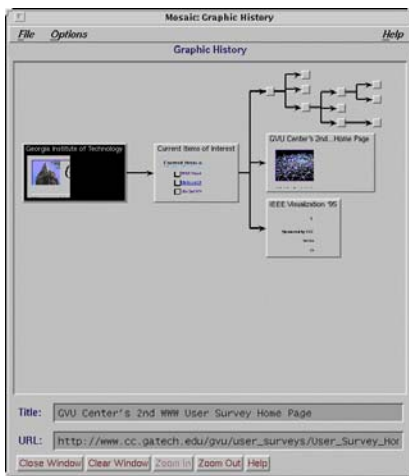 Mosaic: Graphic History
File Options Help
Graphic History
Georgia Institute of Technology
Current Items of Interest
GVU Center's 2nd...Home Page
IEEE Visualization '95
Title: GVU Center's 2nd WWW User Survey Home Page
URL: http://www.cc.gatech.edu/gvu/user_surveys/User_Survey_Ho
Close Window Clear Window Zoom In Zoom Out Help